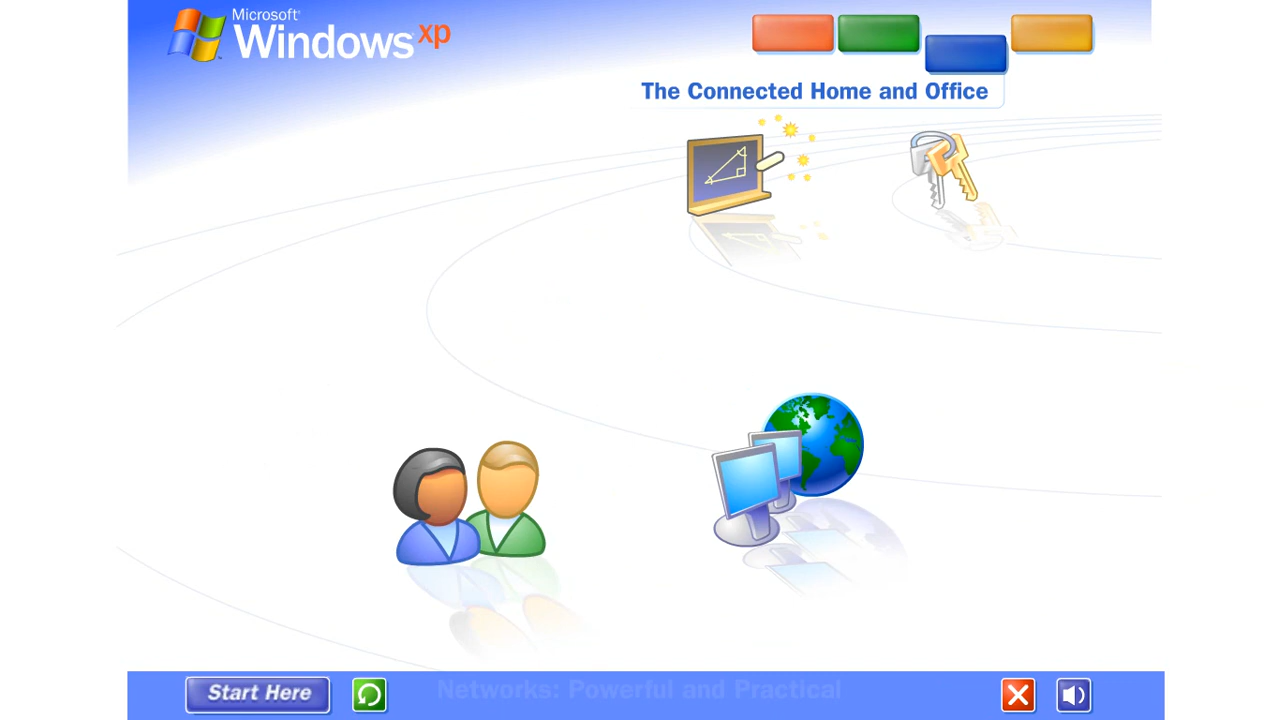 Microsoft
Windows xp
The Connected Home and Office
Start Here
Networks: Powerful and Practical